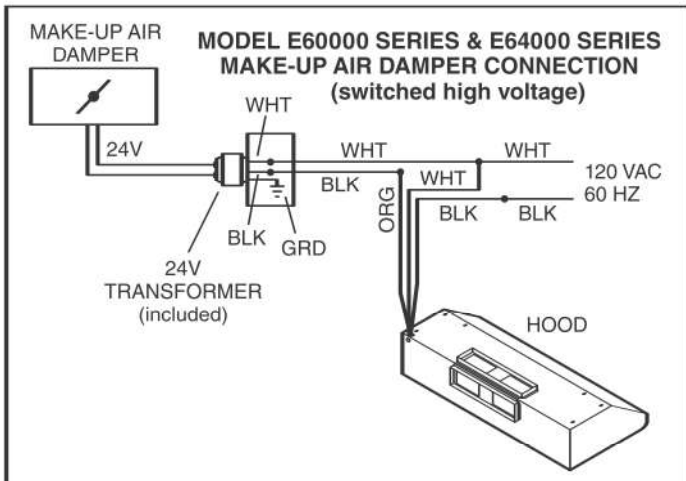 MAKE-UP AIR
DAMPER
MODEL E60000 SERIES & E64000 SERIES
MAKE-UP AIR DAMPER CONNECTION
(switched high voltage)
WHT
24V
WHT
WHT
120 VAC
60 HZ
BLK
WHT
ORG
BLK
BLK
BLK
GRD
24V
TRANSFORMER
(included)
HOOD